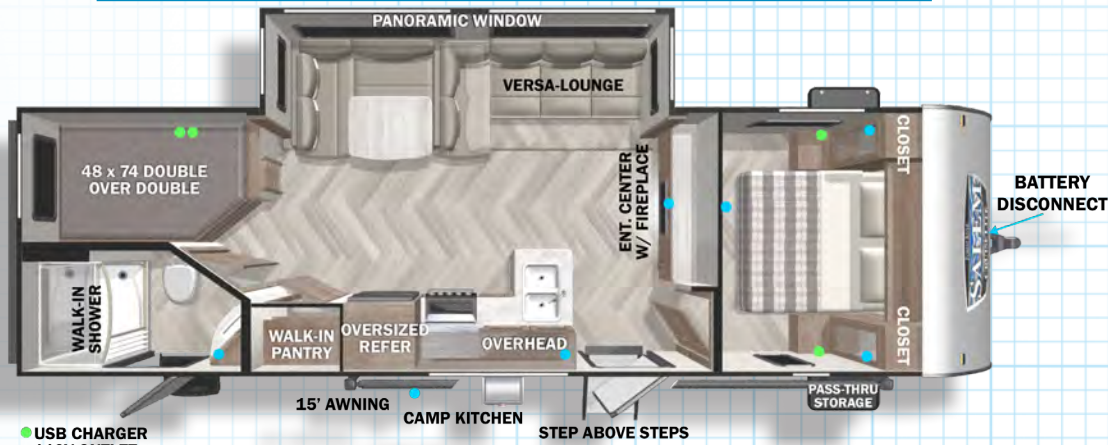 PANORAMIC WINDOW
VERSA-LOUNGE
48 x 74 DOUBLE
OVER DOUBLE
ENT. CENTER
W/ FIREPLACE
CLOSET
BATTERY
DISCONNECT
SALEM
WALK-IN
SHOWER
WALK-IN
PANTRY
OVERSIZED
REFER
OVERHEAD
CLOSET
PASS-THRU
STORAGE
15' AWNING
CAMP KITCHEN
STEP ABOVE STEPS
USB CHARGER